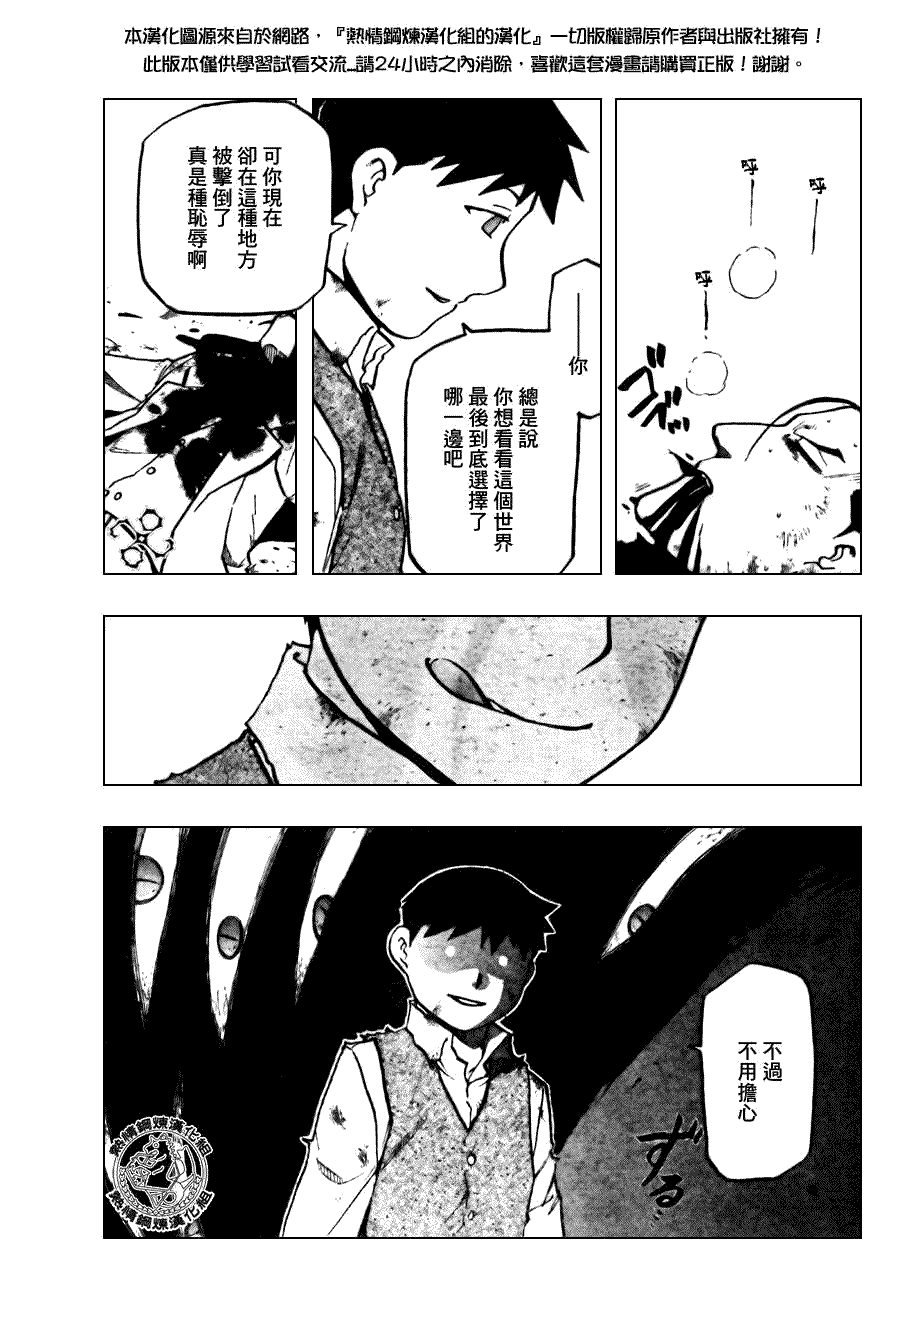 本漢化圖源來自於網路，『熱情鋼煉漢化組的漢化』一切版權歸原作者與出版社擁有！
此版本僅供學習試看交流...請24小時之內消除，喜歡這套漫畫請購買正版！謝謝。
呼—
呼—
呼—
ズズ
——你
總是說
你想看看這個世界
最後到底選擇了
哪一邊吧
可你現在
卻在這種地方
被擊倒了
真是種恥辱啊
不過
不用擔心
ずる
熱情鋼煉漢化組
熱情鋼煉漢化組